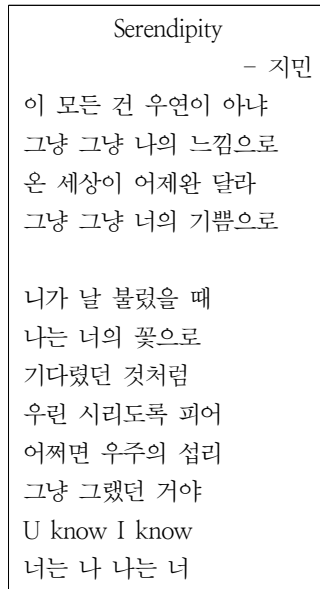 Serendipity
- 지민
이 모든 건 우연이 아냐
그냥 그냥 나의 느낌으로
온 세상이 어제완 달라
그냥 그냥 너의 기쁨으로
니가 날 불렀을 때
나는 너의 꽃으로
기다렸던 것처럼
우린 시리도록 피어
어쩌면 우주의 섭리
그냥 그랬던 거야
U know I know
너는 나 나는 너